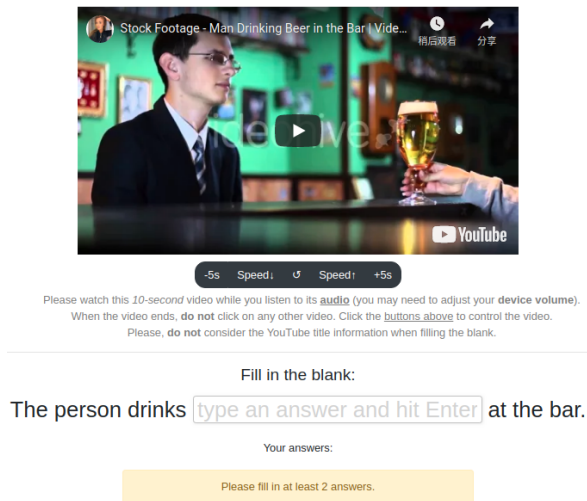 Stock Footage - Man Drinking Beer in the Bar | Vide...
稍后观看
分享
YouTube
-5s Speed↓ ↺ Speed↑ +5s
Please watch this 10-second video while you listen to its audio (you may need to adjust your device volume).
When the video ends, do not click on any other video. Click the buttons above to control the video.
Please, do not consider the YouTube title information when filling the blank.
Fill in the blank:
The person drinks type an answer and hit Enter at the bar.
Your answers:
Please fill in at least 2 answers.